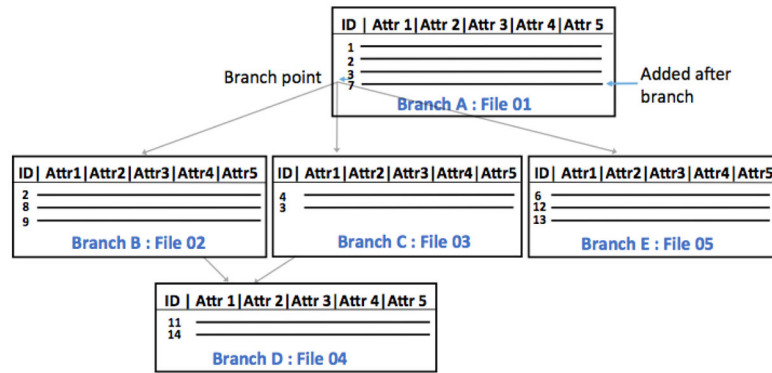 ID | Attr 1|Attr 2|Attr 3|Attr 4|Attr 5
1
2
3
7
Branch A : File 01
Branch point
Added after
branch
ID| Attr1|Attr2|Attr3|Attr4|Attr5
2
8
9
Branch B : File 02
ID| Attr1|Attr2|Attr3|Attr4|Attr5
4
3
Branch C : File 03
ID| Attr1|Attr2|Attr3|Attr4|Attr5
6
12
13
Branch E : File 05
ID | Attr 1|Attr 2|Attr 3|Attr 4|Attr 5
11
14
Branch D : File 04